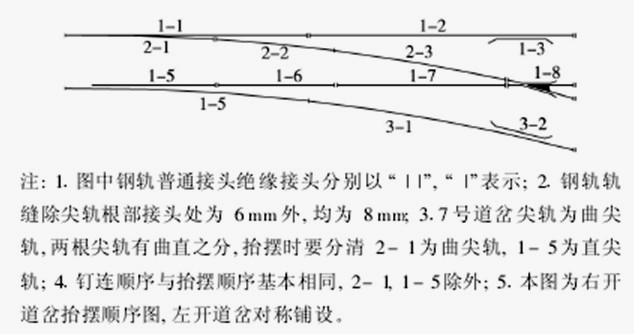 1-1
1-2
2-1
2-2
2-3
1-3
1-8
1-5
1-6
1-7
1-5
3-1
3-2
注: 1. 图中钢轨普通接头绝缘接头分别以“ | | ”, “ | ”表示; 2. 钢轨轨
缝除尖轨根部接头处为 6 mm 外, 均为 8 mm; 3. 7 号道岔尖轨为曲尖
轨, 两根尖轨有曲直之分, 抬摆时要分清 2- 1 为曲尖轨, 1- 5 为直尖
轨; 4. 钉连顺序与抬摆顺序基本相同, 2- 1, 1- 5 除外; 5. 本图为右开
道岔抬摆顺序图, 左开道岔对称铺设。